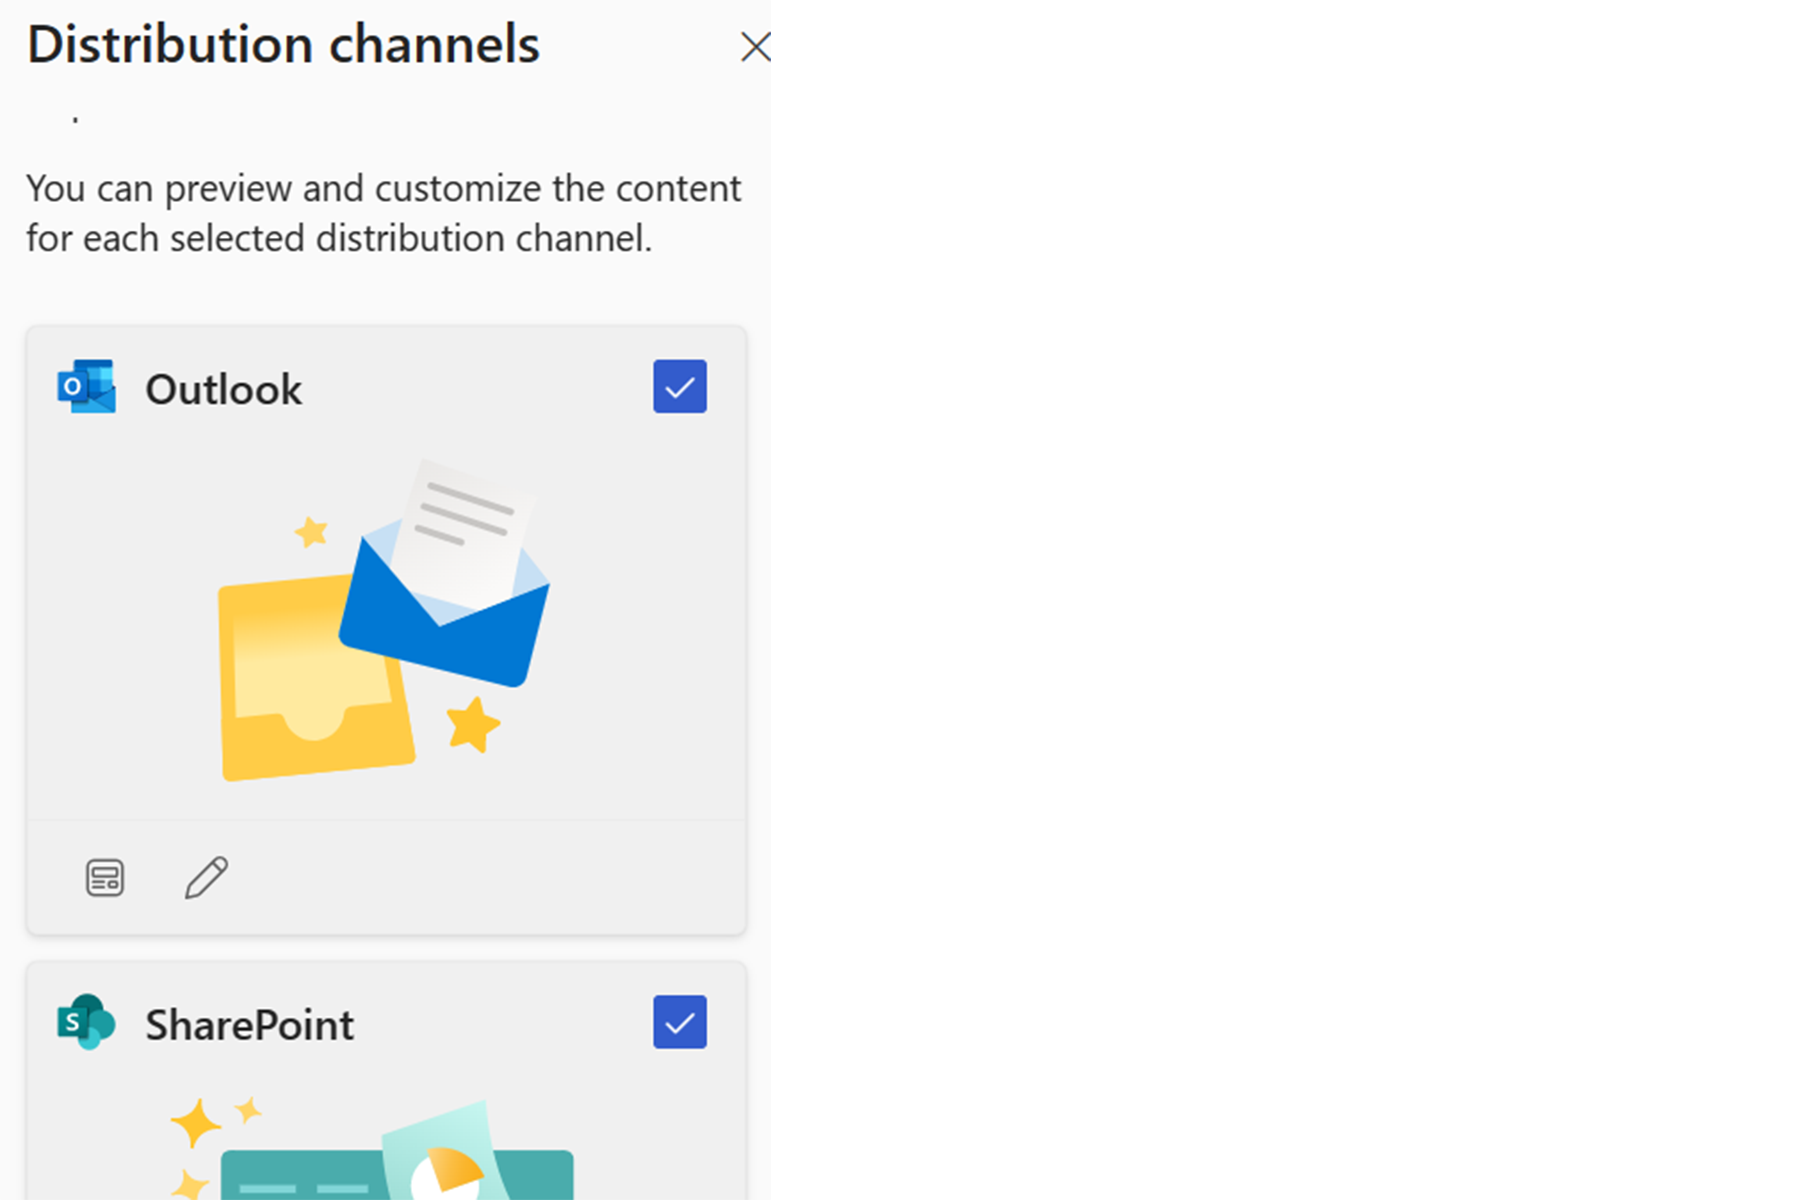 Distribution channels
You can preview and customize the content
for each selected distribution channel.
O
Outlook
S
SharePoint